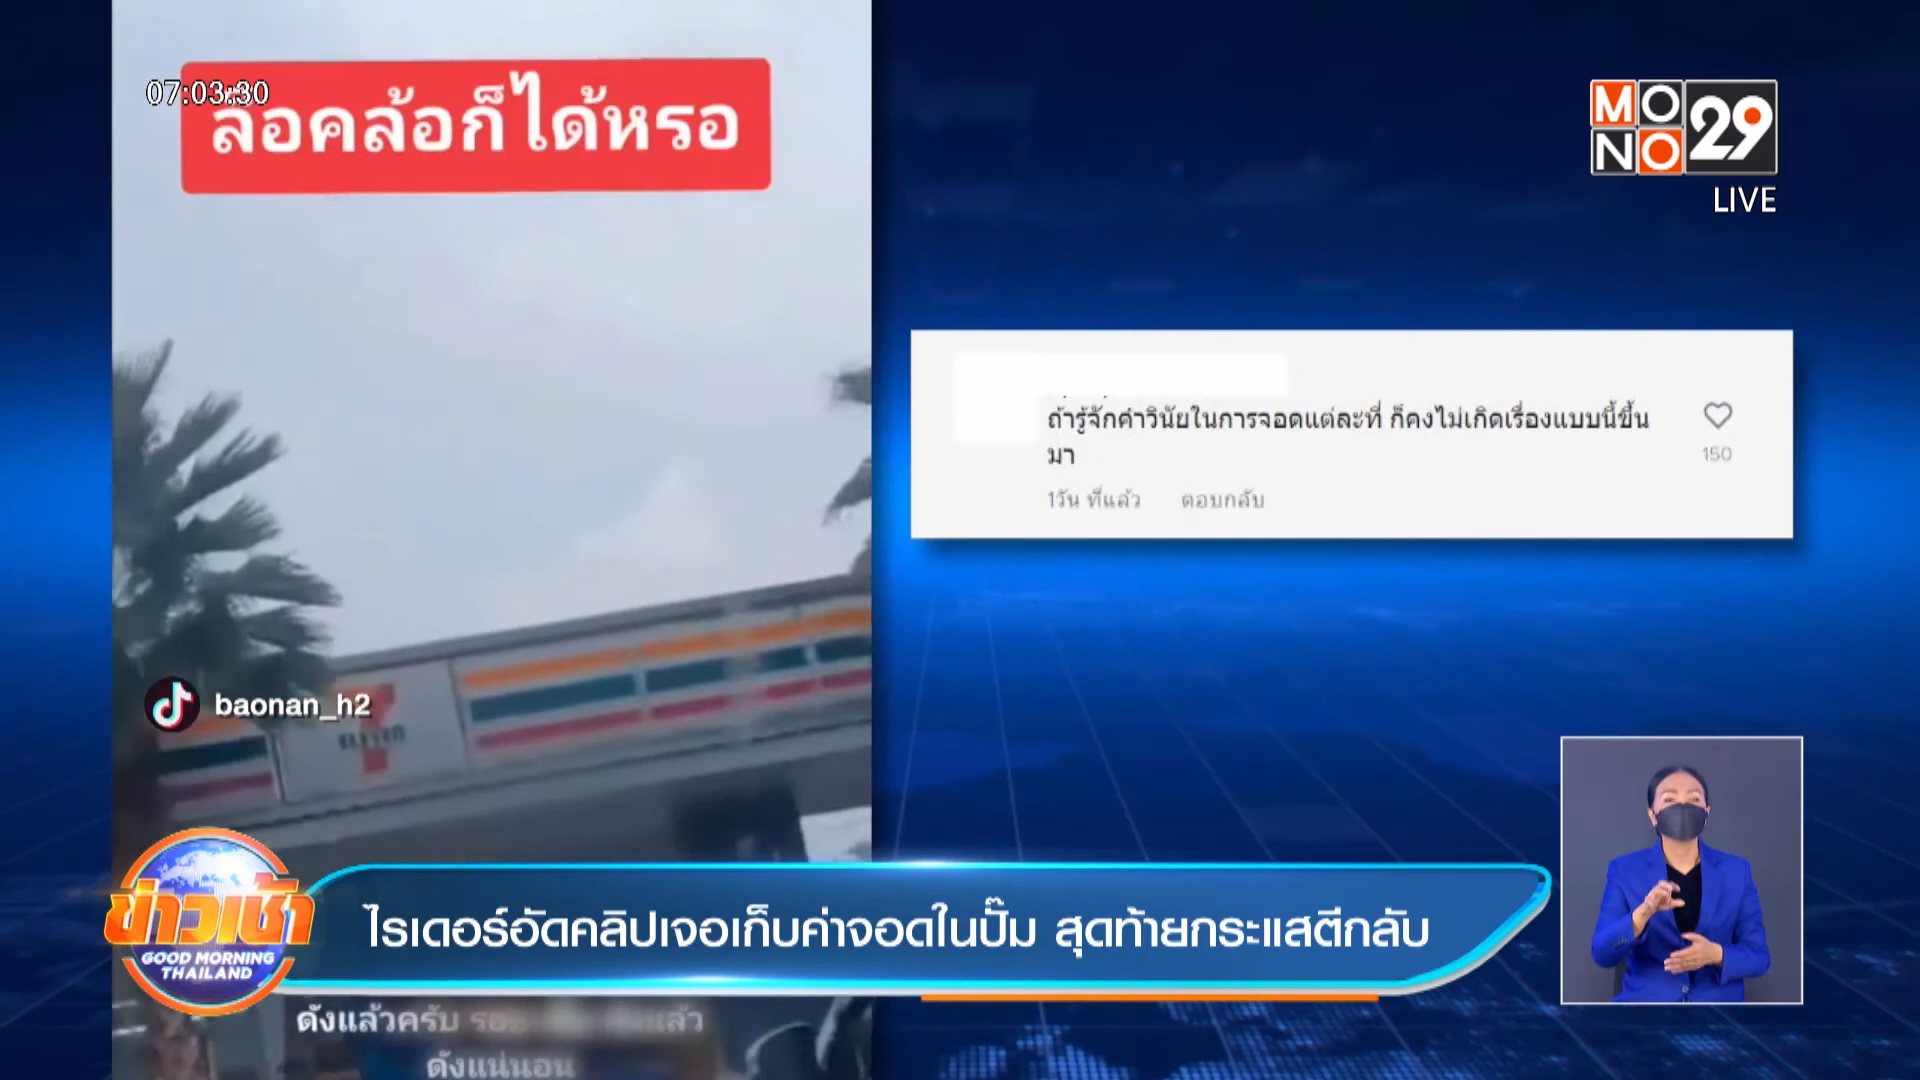 07:03:30
ล้อคล้อก็ได้หรอ
MONO 29
LIVE
ถ้ารู้จักคำวินัยในการจอดแต่ละที่ ก็คงไม่เกิดเรื่องแบบนี้ขึ้น
มา
150
1วัน ที่แล้ว ตอบกลับ
baonan_h2
7
ELEVEn
ข่าวเช้า
GOOD MORNING
THAILAND
ไรเดอร์อัดคลิปเจอเก็บค่าจอดในปั๊ม สุดท้ายกระแสตีกลับ
ดังแล้วครับ
แล้ว
ดังแน่นอน